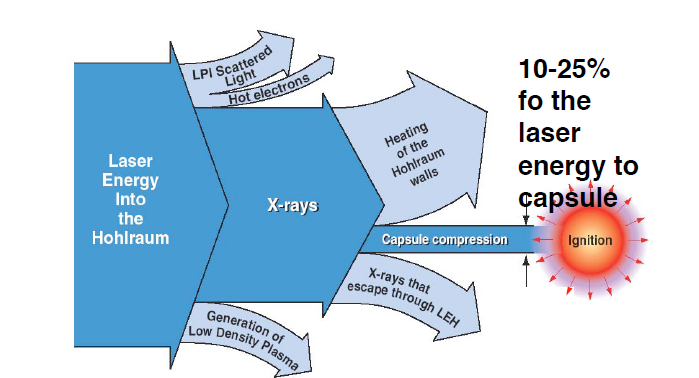 LPI Scattered
Light
Hot electrons
Laser
Energy
Into
the
Hohlraum
X-rays
Heating
of the
Hohlraum
walls
Capsule compression
X-rays that
escape through LEH
Generation of
Low Density Plasma
10-25%
fo the
laser
energy to
capsule
Ignition